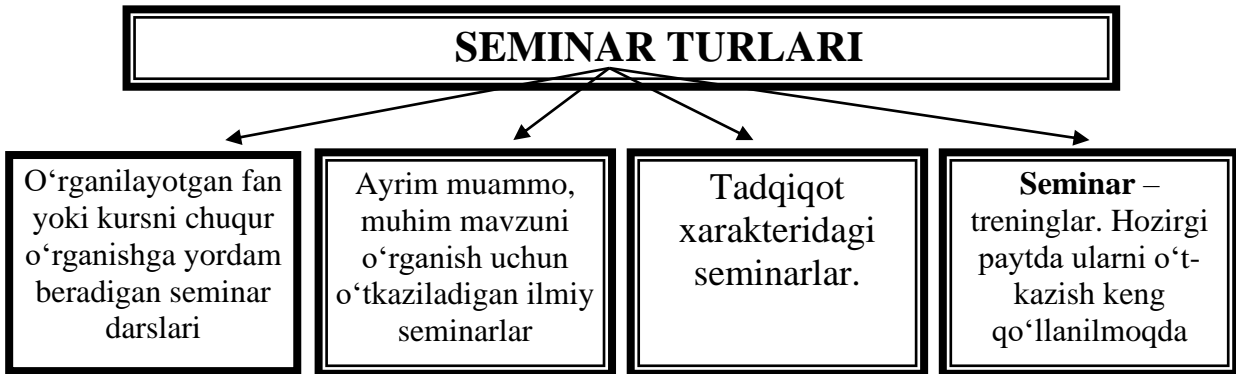 SEMINAR TURLARI
O‘rganilayotgan fan
yoki kursni chuqur
o‘rganishga yordam
beradigan seminar
darslari
Ayrim muammo,
muhim mavzuni
o‘rganish uchun
o‘tkaziladigan ilmiy
seminarlar
Tadqiqot
xarakteridagi
seminarlar.
Seminar –
treninglar. Hozirgi
paytda ularni o‘t-
kazish keng
qo‘llanilmoqda